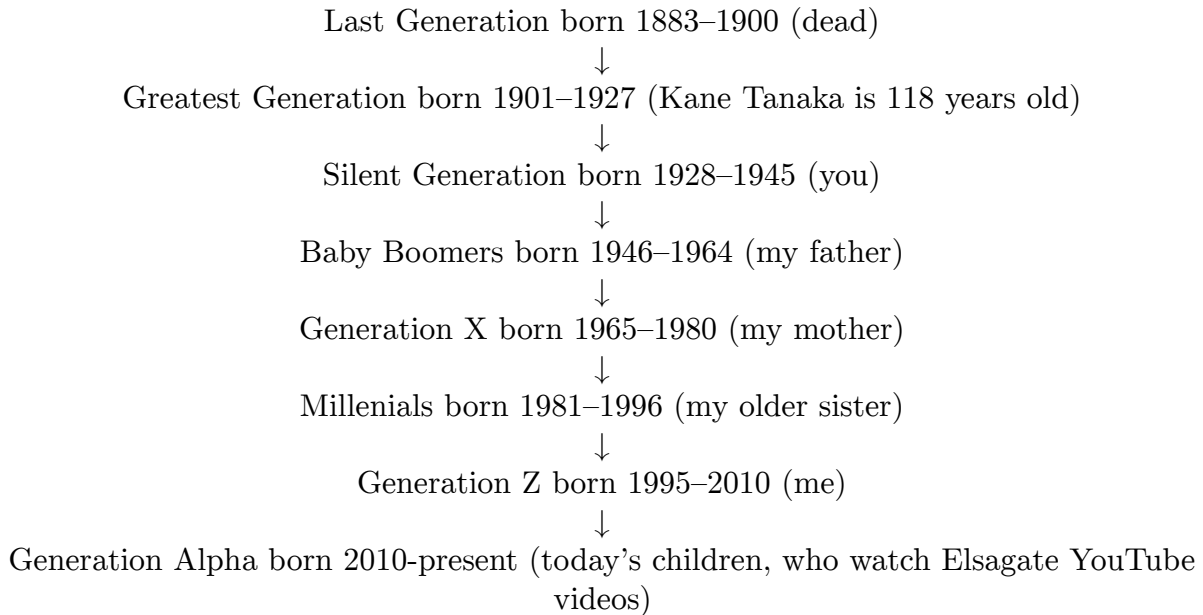 Last Generation born 1883–1900 (dead)
↓
Greatest Generation born 1901–1927 (Kane Tanaka is 118 years old)
↓
Silent Generation born 1928–1945 (you)
↓
Baby Boomers born 1946–1964 (my father)
↓
Generation X born 1965–1980 (my mother)
↓
Millenials born 1981–1996 (my older sister)
↓
Generation Z born 1995–2010 (me)
↓
Generation Alpha born 2010-present (today's children, who watch Elsagate YouTube
videos)